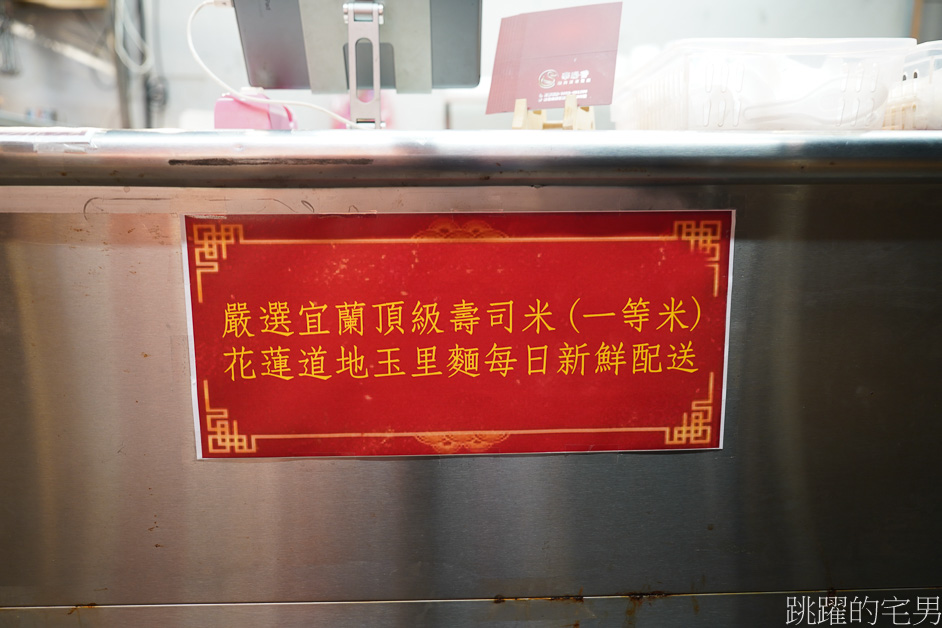 嚴選宜蘭頂級壽司米(一等米)
花蓮道地玉里麵每日新鮮配送
跳躍的宅男